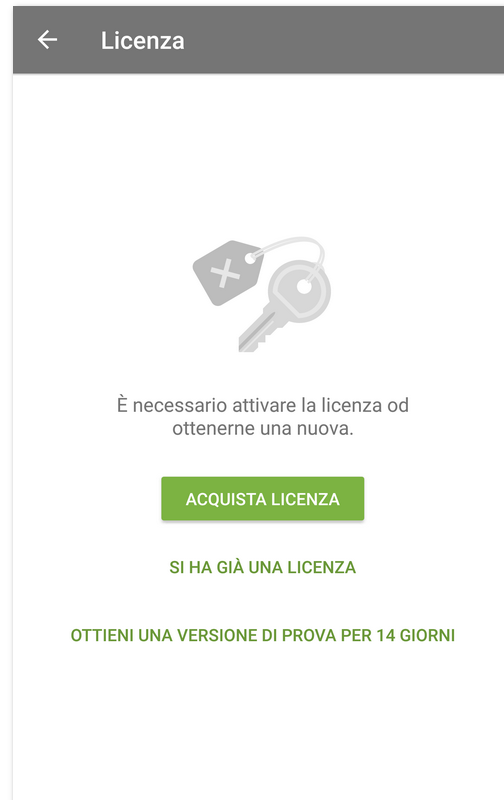 Licenza
È necessario attivare la licenza od
ottenerne una nuova.
ACQUISTA LICENZA
SI HA GIÀ UNA LICENZA
OTTIENI UNA VERSIONE DI PROVA PER 14 GIORNI